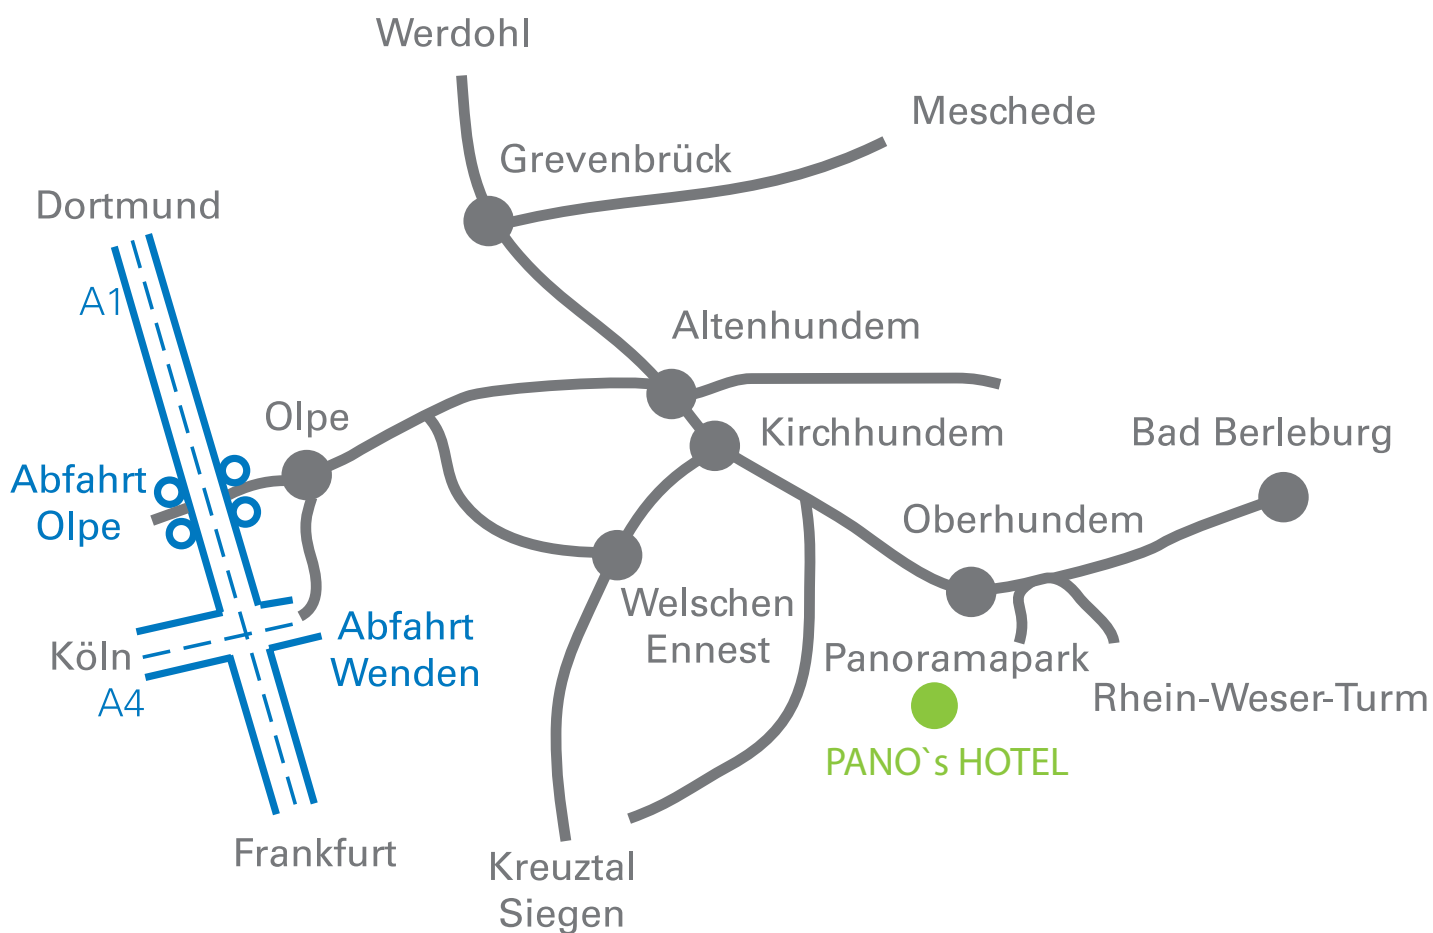 Werdohl
Meschede
Grevenbrück
Dortmund
A1
Altenhundem
Olpe
Kirchhundem
Bad Berleburg
Abfahrt
Olpe
Oberhundem
Welschen
Ennest
Abfahrt
Wenden
Köln
A4
Panoramapark
Rhein-Weser-Turm
PANO`s HOTEL
Frankfurt
Kreuztal
Siegen